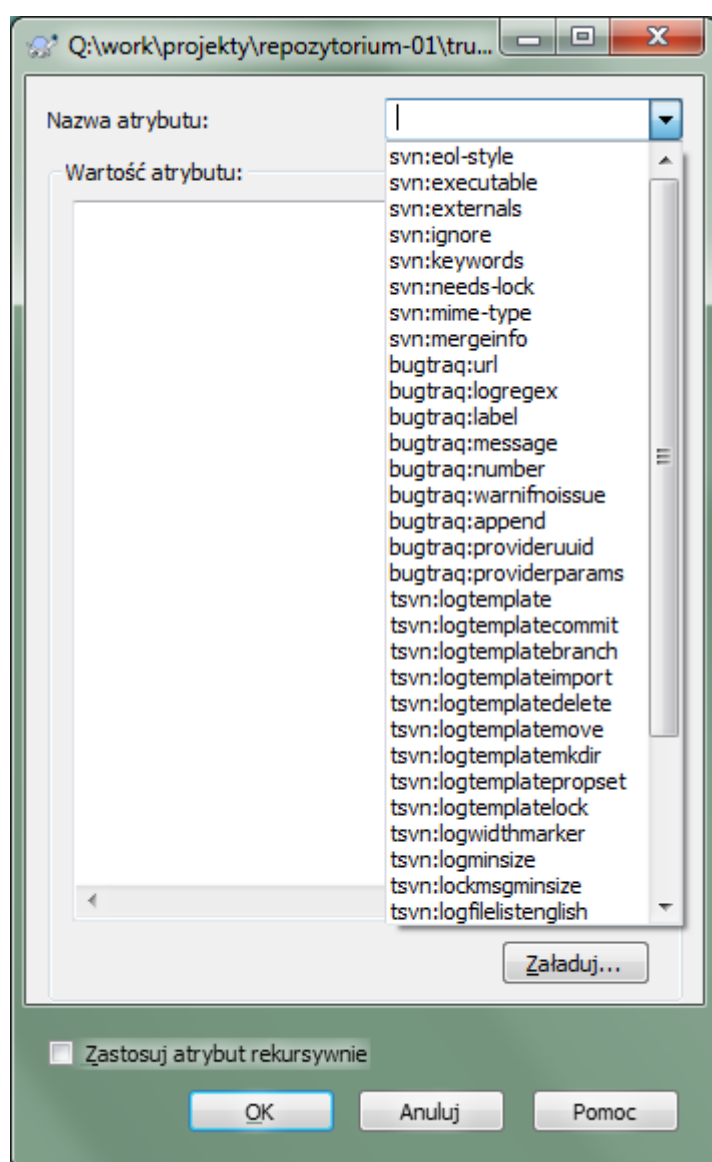 Q:\work\projekty\repozytorium-01\tru...
Nazwa atrybutu:
Wartość atrybutu:
svn:eol-style
svn:executable
svn:externals
svn:ignore
svn:keywords
svn:needs-lock
svn:mime-type
svn:mergeinfo
bugtraq:url
bugtraq:logregex
bugtraq:label
bugtraq:message
bugtraq:number
bugtraq:warnifnoissue
bugtraq:append
bugtraq:provideruuid
bugtraq:providerparams
tsvn:logtemplate
tsvn:logtemplatecommit
tsvn:logtemplatebranch
tsvn:logtemplateimport
tsvn:logtemplatedelete
tsvn:logtemplatemove
tsvn:logtemplatemkdir
tsvn:logtemplatepropset
tsvn:logtemplatelock
tsvn:logwidthmarker
tsvn:logminsize
tsvn:lockmsgminsize
tsvn:logfilelistenglish
Załaduj...
Zastosuj atrybut rekursywnie
OK Anuluj Pomoc